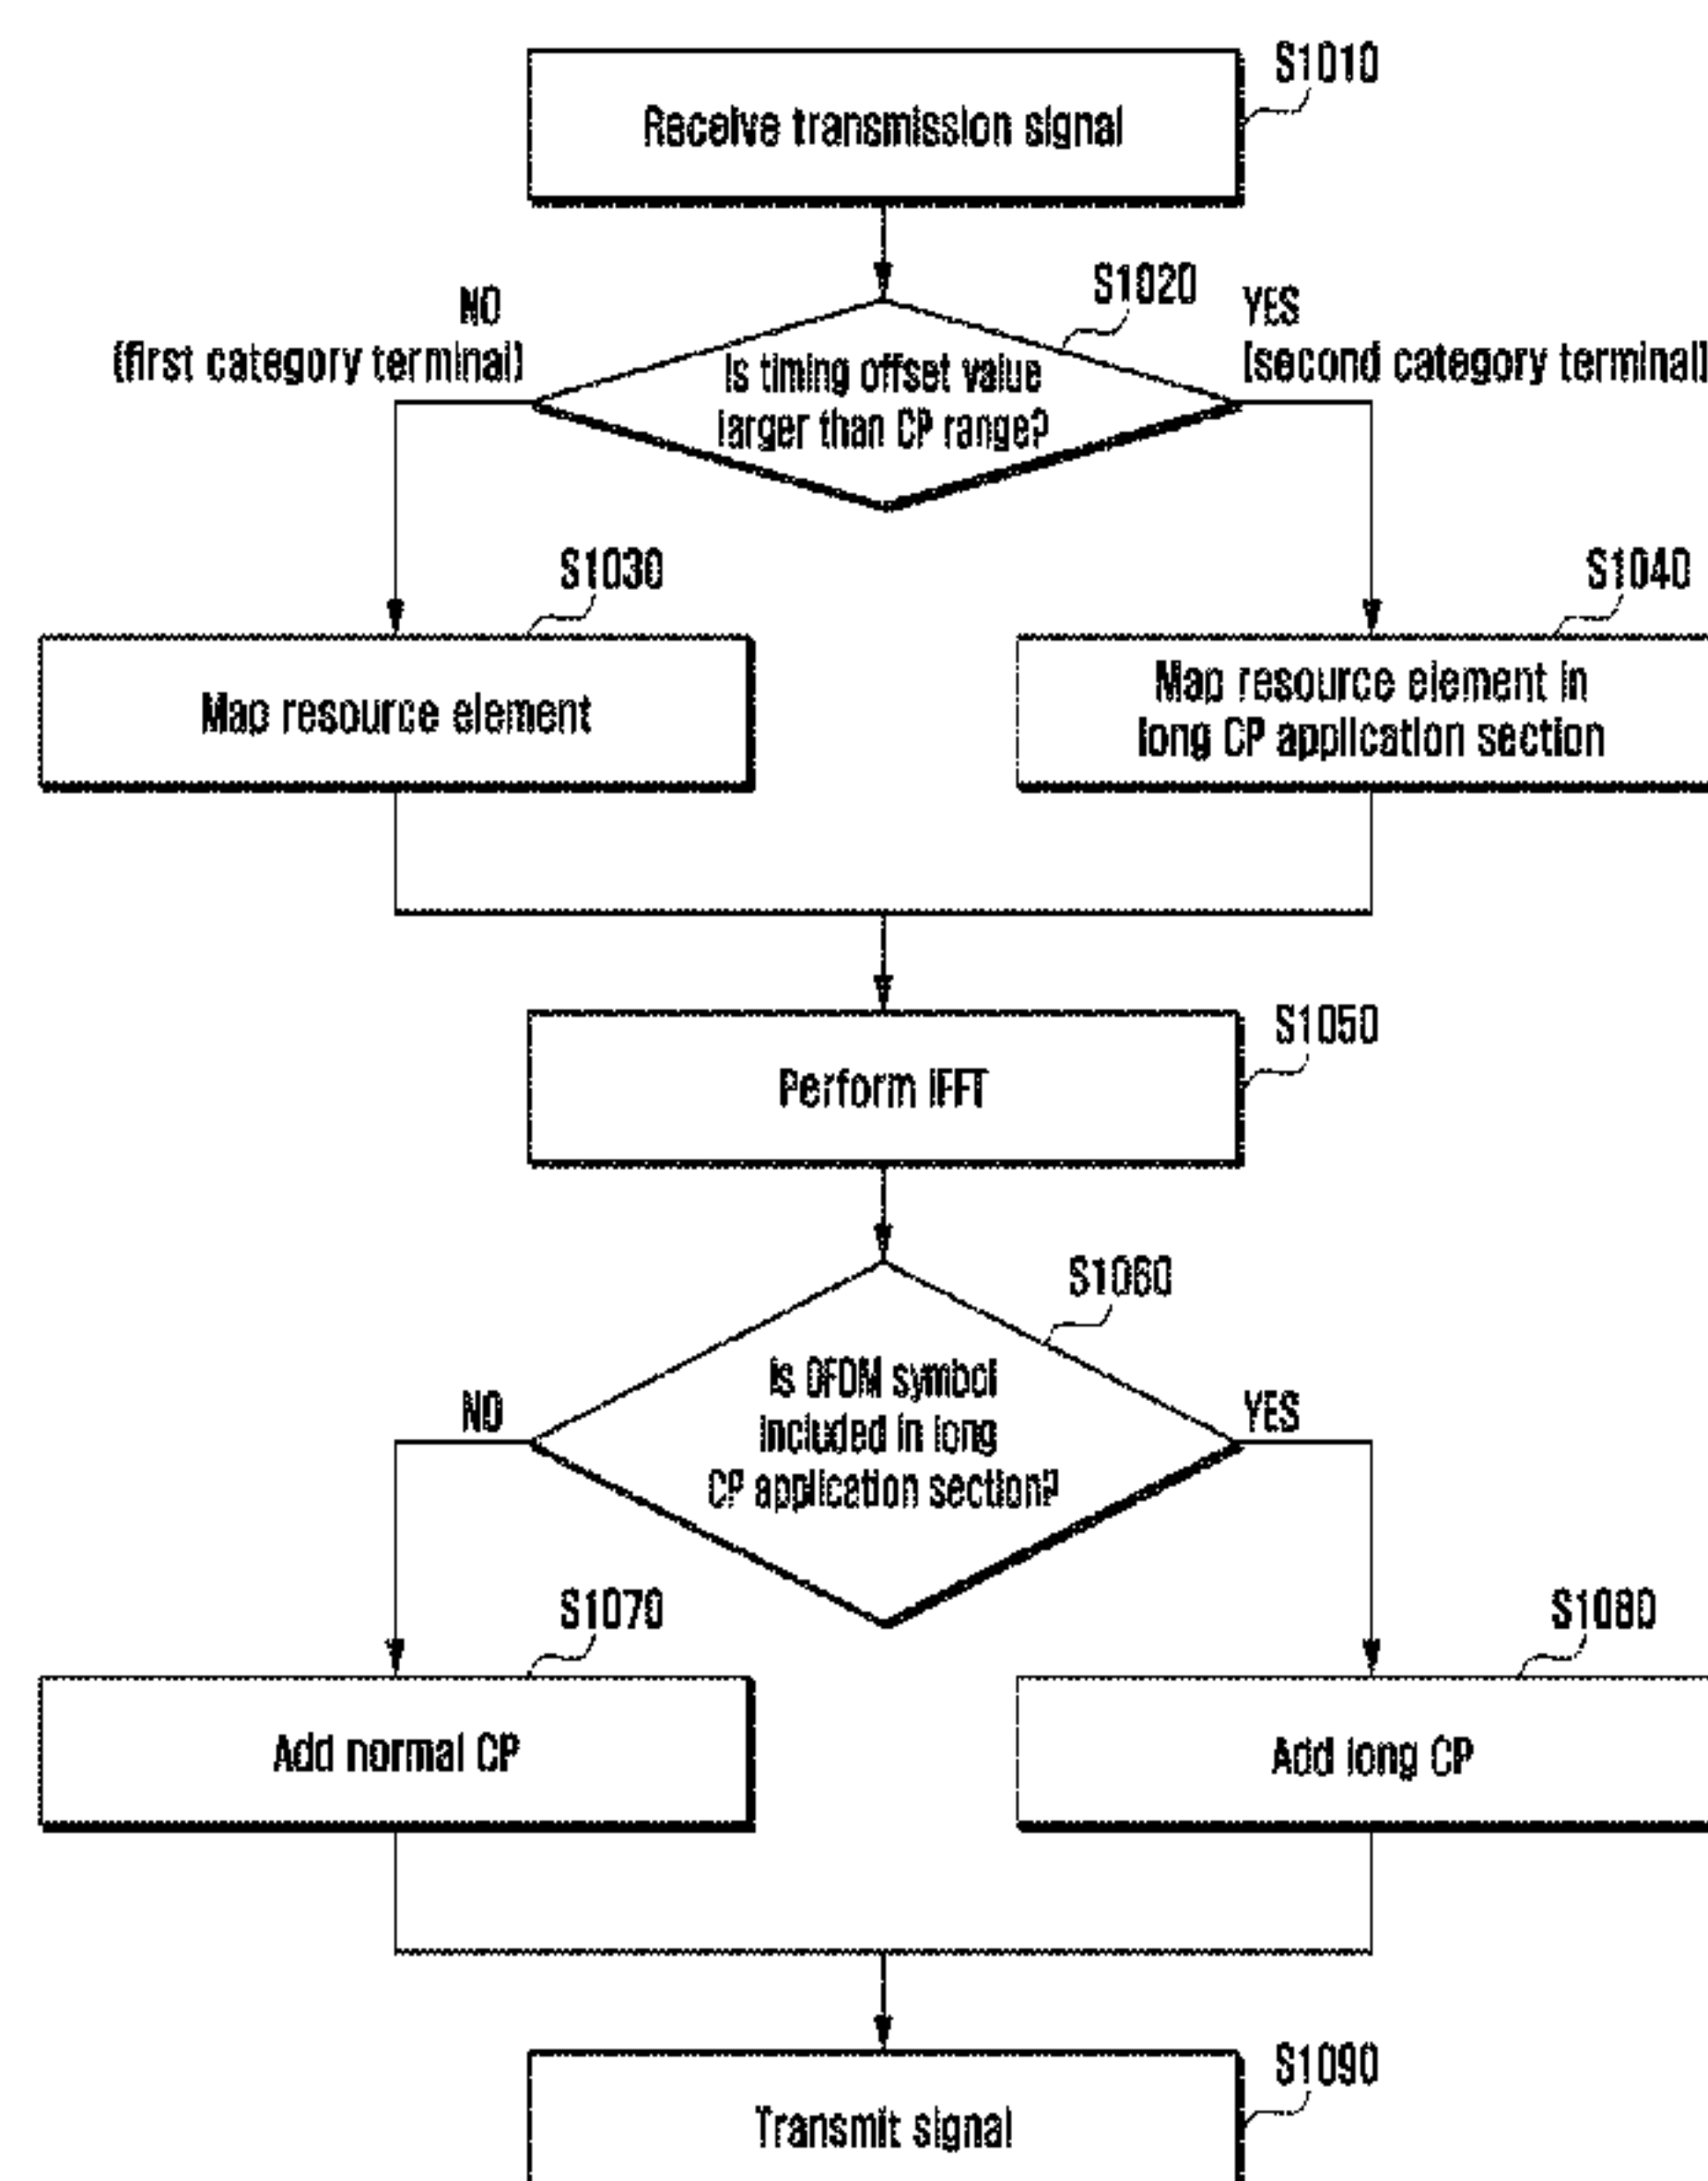 S1010
Receive transmission signal
S1020
NO
(first category terminal)
YES
(second category terminal)
Is timing offset value
larger than CP range?
S1030
Map resource element
S1040
Map resource element in
long CP application section
S1050
Perform IFFT
S1060
Is OFDM symbol
included in long
CP application section?
NO
YES
S1070
Add normal CP
S1080
Add long CP
S1090
Transmit signal